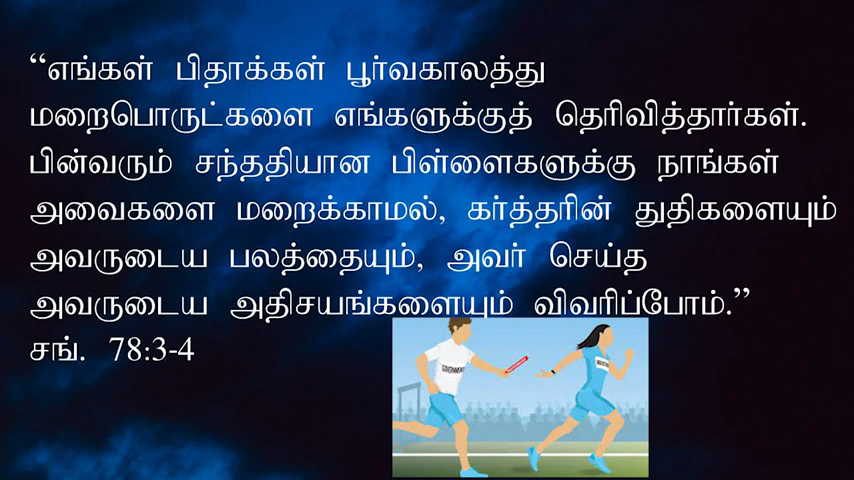 “எங்கள் பிதாக்கள் பூர்வகாலத்து
மறைபொருட்களை எங்களுக்குத் தெரிவித்தார்கள்.
பின்வரும் சந்ததியான பிள்ளைகளுக்கு நாங்கள்
அவைகளை மறைக்காமல், கர்த்தரின் துதிகளையும்
அவருடைய பலத்தையும், அவர் செய்த
அவருடைய அதிசயங்களையும் விவரிப்போம்.”
சங். 78:3-4
GOVERNMENT